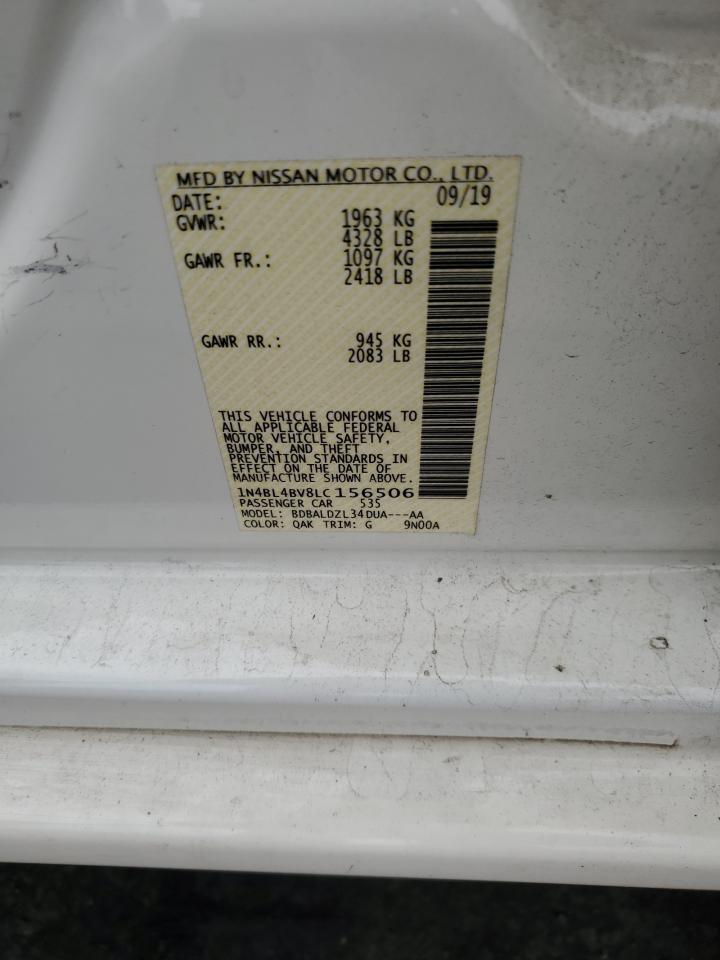 MFD BY NISSAN MOTOR CO., LTD.
DATE: 09/19
GVWR: 1963 KG
4328 LB
GAWR FR.: 1097 KG
2418 LB
GAWR RR.: 945 KG
2083 LB
THIS VEHICLE CONFORMS TO
ALL APPLICABLE FEDERAL
MOTOR VEHICLE SAFETY,
BUMPER, AND THEFT
PREVENTION STANDARDS IN
EFFECT ON THE DATE OF
MANUFACTURE SHOWN ABOVE.
1N4BL4BV8LC156506
PASSENGER CAR 535
MODEL: BDBALDZL34DUA---AA
COLOR: QAK TRIM: G 9N00A